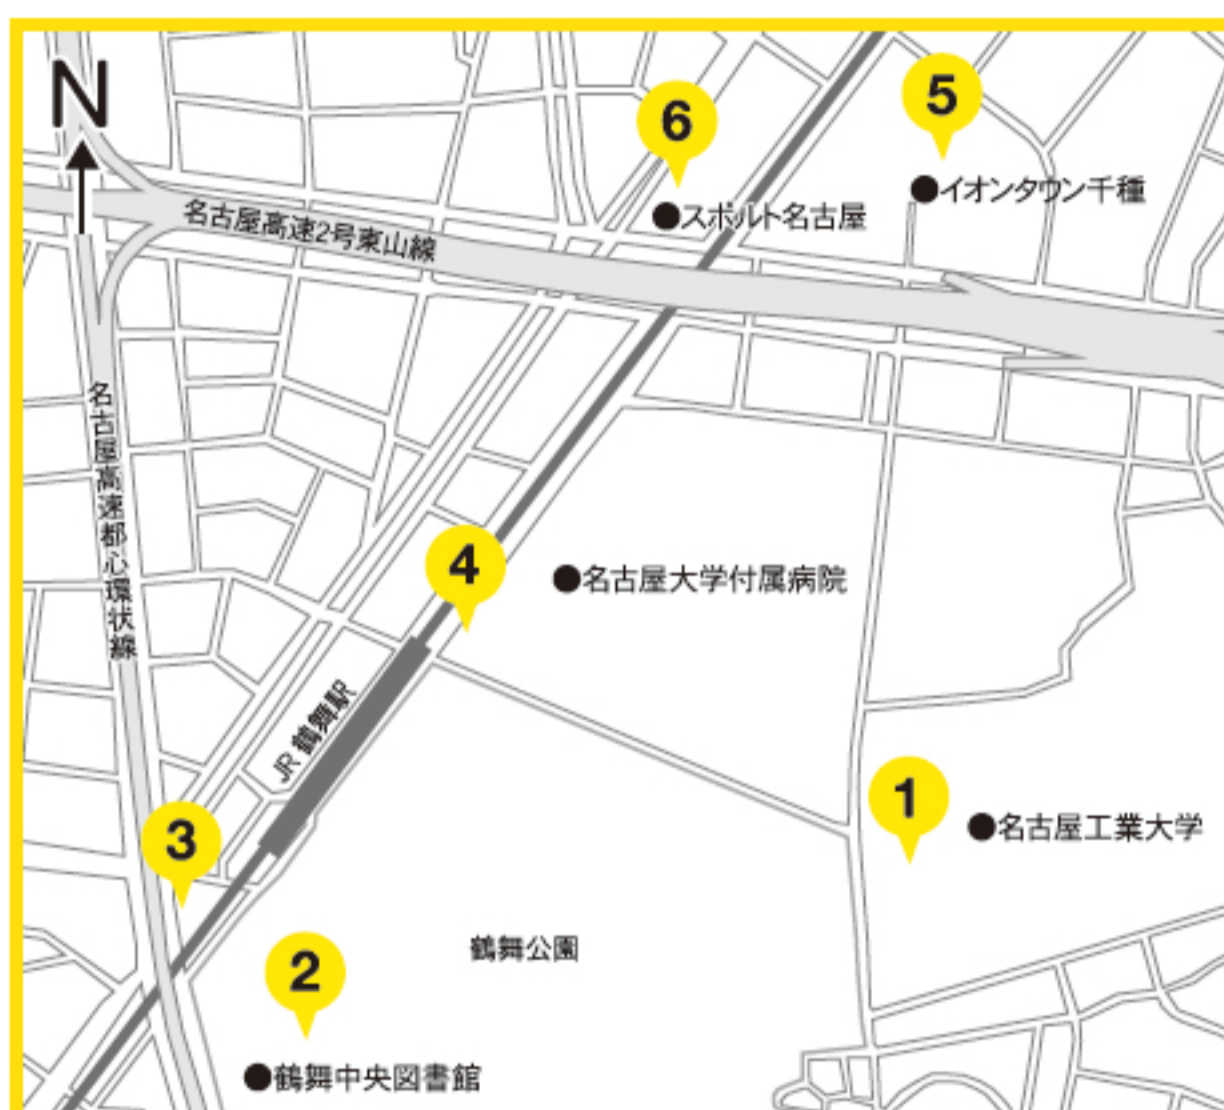 N
5
6
イオンタウン千種
スポルト名古屋
名古屋高速2号東山線
名古屋高速都心環状線
4
名古屋大学付属病院
JR 鶴舞駅
1
名古屋工業大学
3
鶴舞公園
2
鶴舞中央図書館